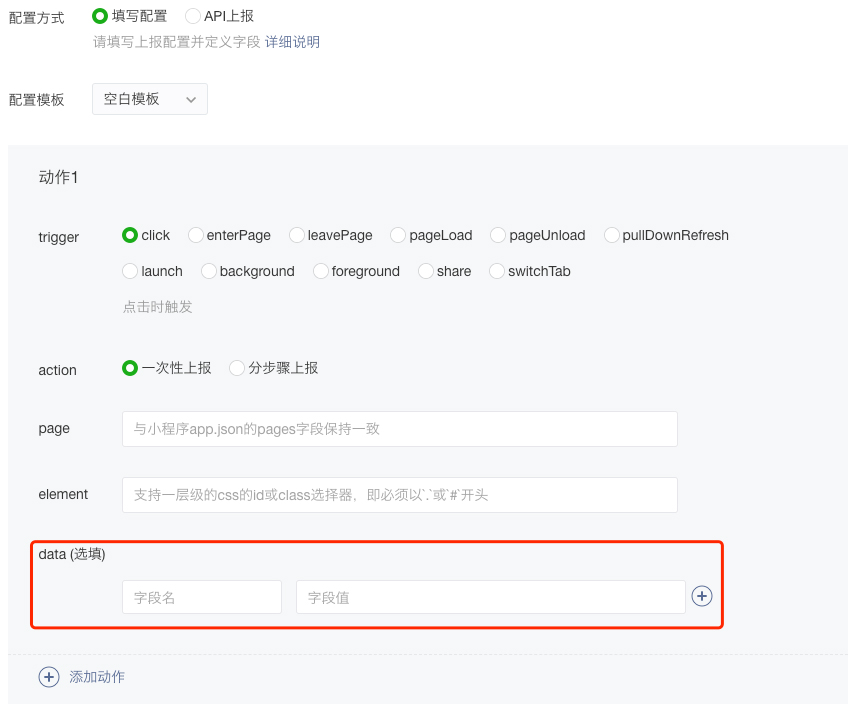 配置方式 填写配置 API上报
请填写上报配置并定义字段 详细说明
配置模板 空白模板
动作1
trigger click enterPage leavePage pageLoad pageUnload pullDownRefresh
launch background foreground share switchTab
点击时触发
action 一次性上报 分步骤上报
page 与小程序app.json的pages字段保持一致
element 支持一层级的css的id或class选择器，即必须以`.`或`#`开头
data (选填)
字段名 字段值
添加动作